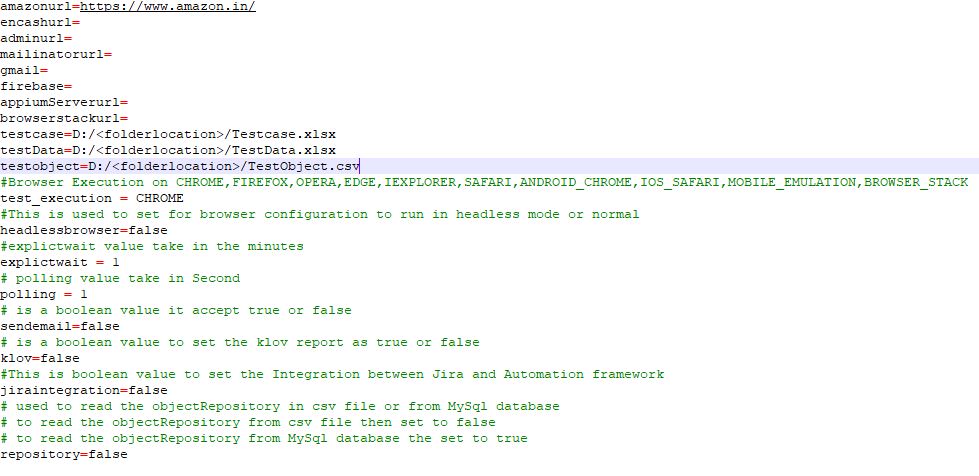 amazonurl=https://www.amazon.in/
encashurl=
adminurl=
mailinatorurl=
gmail=
firebase=
appiumServerurl=
browserstackurl=
testcase=D:/<folderlocation>/Testcase.xlsx
testData=D:/<folderlocation>/TestData.xlsx
testobject=D:/<folderlocation>/TestObject.csv
#Browser Execution on CHROME,FIREFOX,OPERA,EDGE,IEXPLORER,SAFARI,ANDROID_CHROME,IOS_SAFARI,MOBILE_EMULATION,BROWSER_STACK
test_execution = CHROME
#This is used to set for browser configuration to run in headless mode or normal
headlessbrowser=false
#explictwait value take in the minutes
explictwait = 1
# polling value take in Second
polling = 1
# is a boolean value it accept true or false
sendemail=false
# is a boolean value to set the klov report as true or false
klov=false
#This is boolean value to set the Integration between Jira and Automation framework
jiraintegration=false
# used to read the objectRepository in csv file or from MySql database
# to read the objectRepository from csv file then set to false
# to read the objectRepository from MySql database the set to true
repository=false